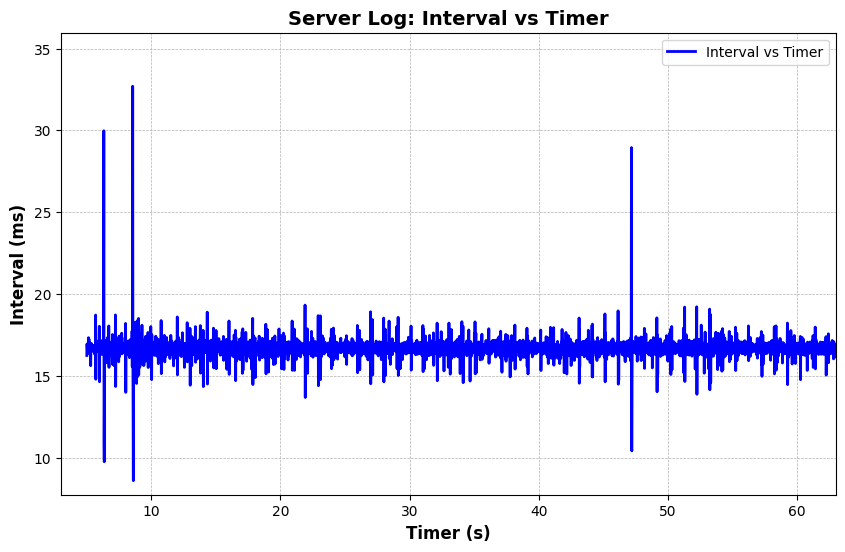 Server Log: Interval vs Timer
Interval vs Timer
35
30
25
20
15
10
Interval (ms)
10 20 30 40 50 60
Timer (s)